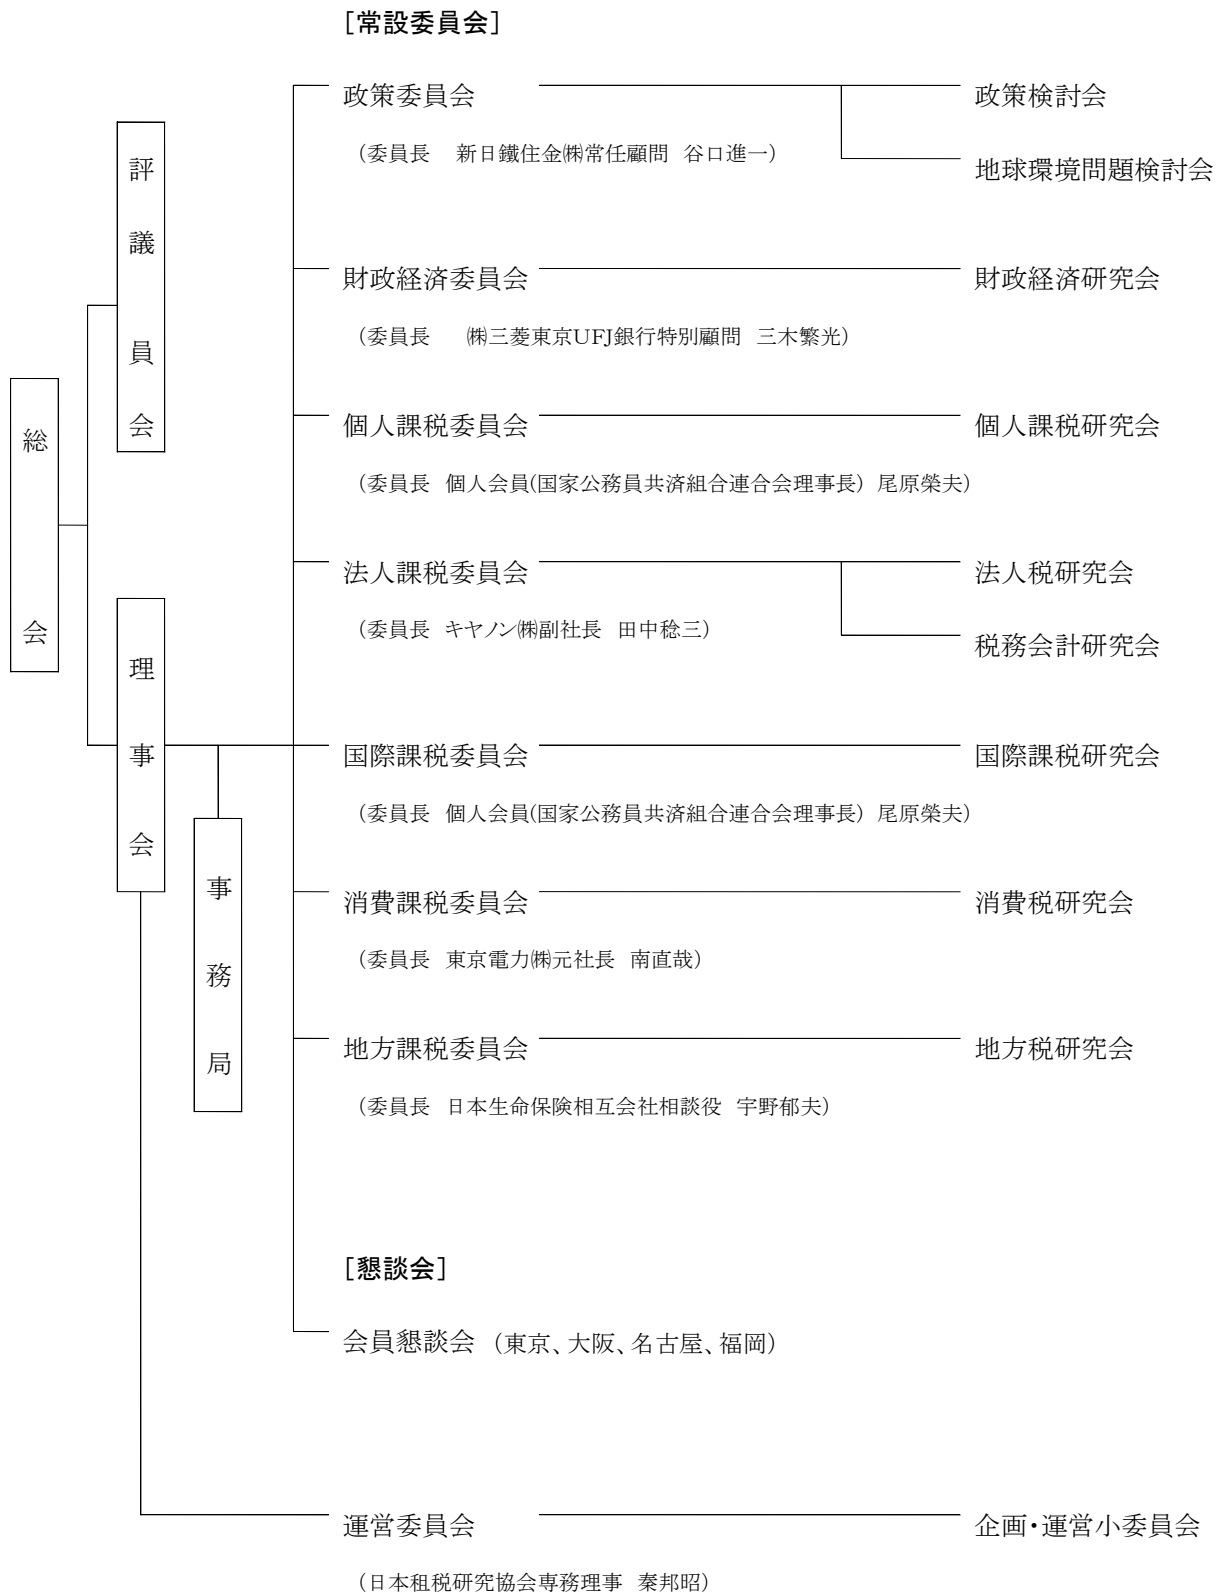 [常設委員会]
政策委員会 政策検討会
(委員長 新日鐵住金㈱常任顧問 谷口進一)
地球環境問題検討会
評議員会
財政経済委員会 財政経済研究会
(委員長 ㈱三菱東京UFJ銀行特別顧問 三木繁光)
総会
個人課税委員会 個人課税研究会
(委員長 個人会員(国家公務員共済組合連合会理事長) 尾原榮夫)
法人課税委員会 法人税研究会
(委員長 キヤノン㈱副社長 田中稔三)
税務会計研究会
理事会
国際課税委員会 国際課税研究会
(委員長 個人会員(国家公務員共済組合連合会理事長) 尾原榮夫)
事務局
消費課税委員会 消費税研究会
(委員長 東京電力㈱元社長 南直哉)
地方課税委員会 地方税研究会
(委員長 日本生命保険相互会社相談役 宇野郁夫)
[懇談会]
会員懇談会 (東京、大阪、名古屋、福岡)
運営委員会 企画・運営小委員会
(日本租税研究協会専務理事 秦邦昭)